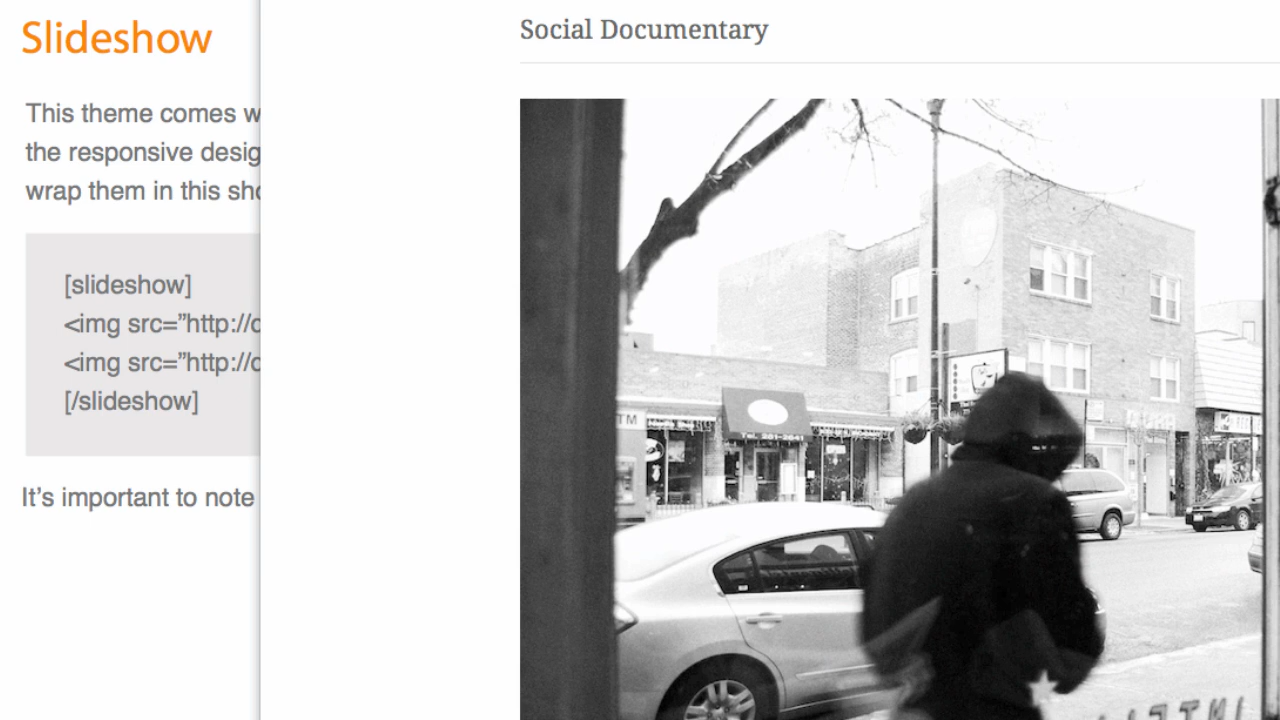 Slideshow
This theme comes w
the responsive desig
wrap them in this sho
[slideshow]
<img src=”http://d
<img src=”http://d
[/slideshow]
It’s important to note
Social Documentary
TM